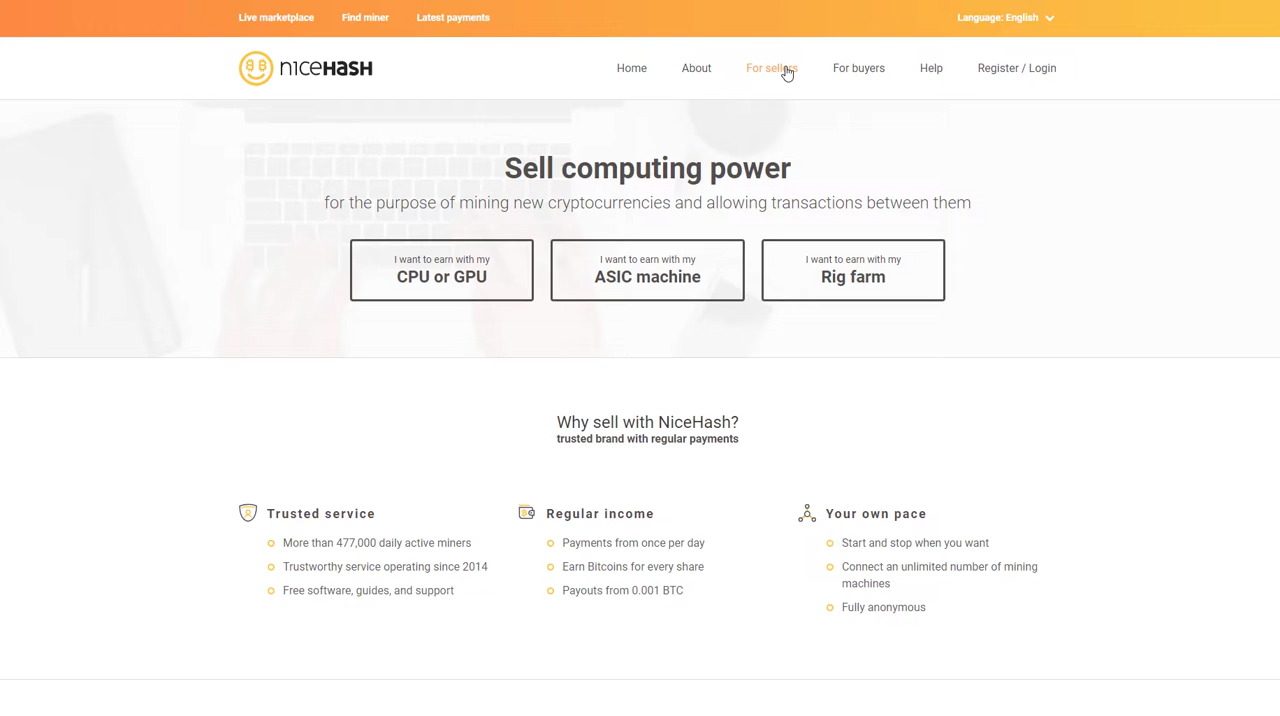 Live marketplace
Find miner
Latest payments
Language: English
nicehash
Home
About
For sellers
For buyers
Help
Register / Login
Sell computing power
for the purpose of mining new cryptocurrencies and allowing transactions between them
I want to earn with my
CPU or GPU
I want to earn with my
ASIC machine
I want to earn with my
Rig farm
Why sell with NiceHash?
trusted brand with regular payments
Trusted service
More than 477,000 daily active miners
Trustworthy service operating since 2014
Free software, guides, and support
Regular income
Payments from once per day
Earn Bitcoins for every share
Payouts from 0.001 BTC
Your own pace
Start and stop when you want
Connect an unlimited number of mining
machines
Fully anonymous